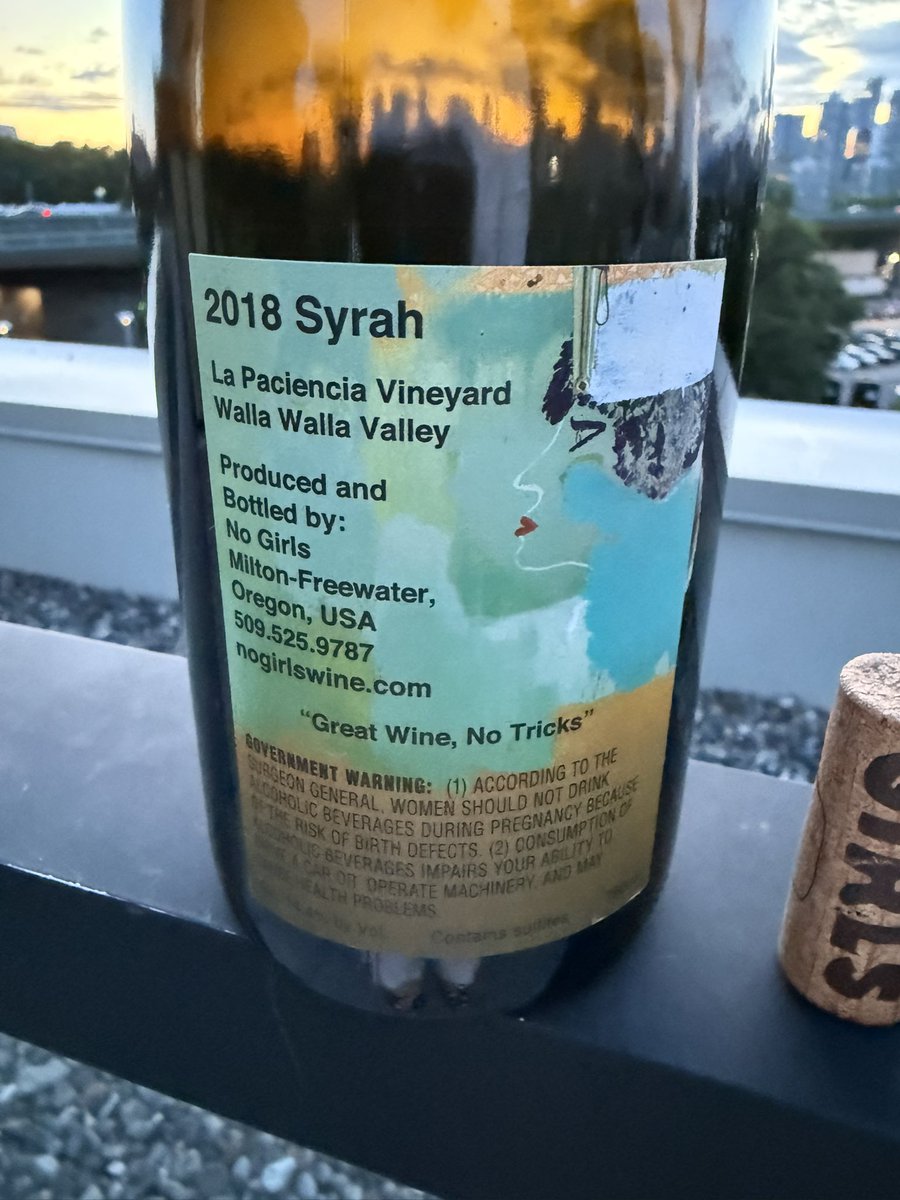 2018 Syrah
La Paciencia Vineyard
Walla Walla Valley
Produced and
Bottled by:
No Girls
Milton-Freewater,
Oregon, USA
509.525.9787
nogirlswine.com
“Great Wine, No Tricks”
GOVERNMENT WARNING: (1) ACCORDING TO THE
SURGEON GENERAL, WOMEN SHOULD NOT DRINK
ALCOHOLIC BEVERAGES DURING PREGNANCY BECAUSE
OF THE RISK OF BIRTH DEFECTS. (2) CONSUMPTION OF
ALCOHOLIC BEVERAGES IMPAIRS YOUR ABILITY TO
A CAR OR OPERATE MACHINERY, AND MAY
HEALTH PROBLEMS.
by Vol. Contains sulfites
GIRLS